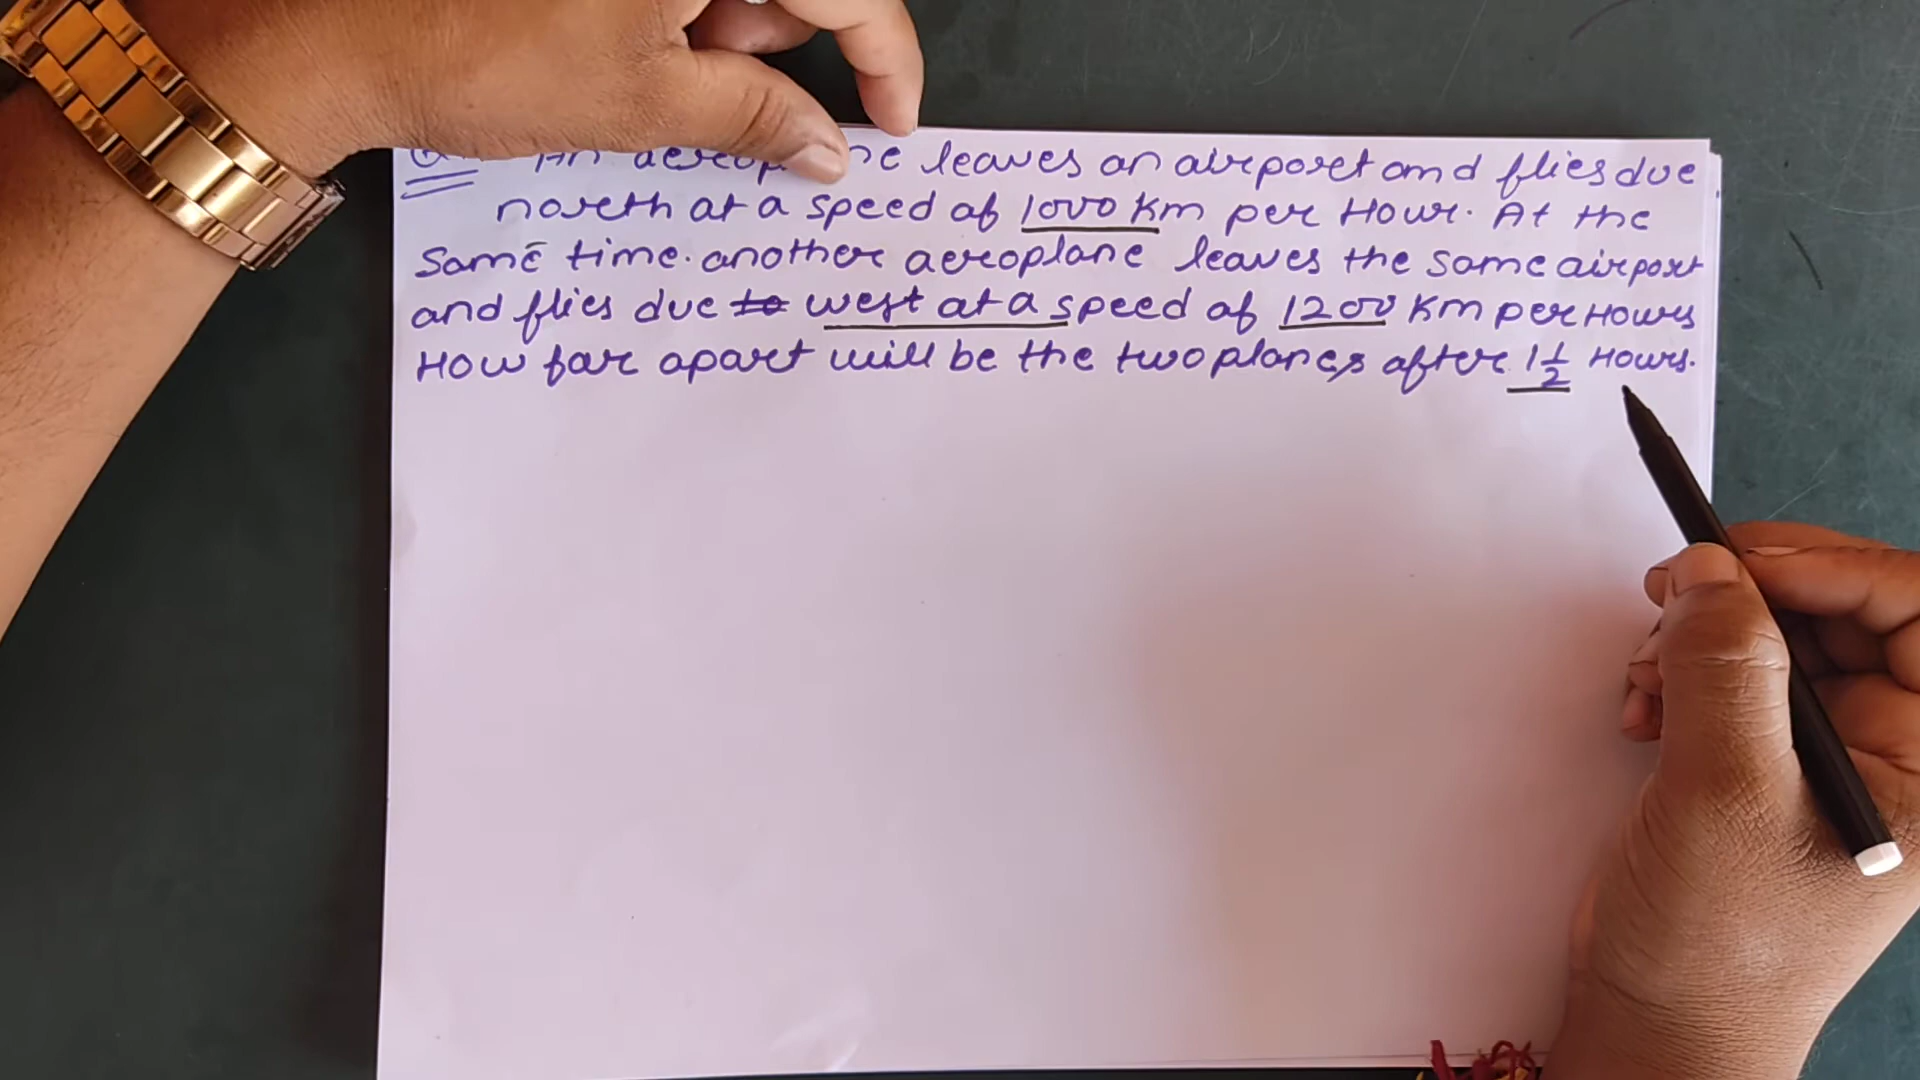 An aeroplane leaves an airport and flies due
north at a speed of 1000 Km per Hour. At the
Same time. another aeroplane leaves the same airport
and flies due to west at a speed of 1200 Km per Hours
How far apart will be the two planes after 1 1/2 Hours.